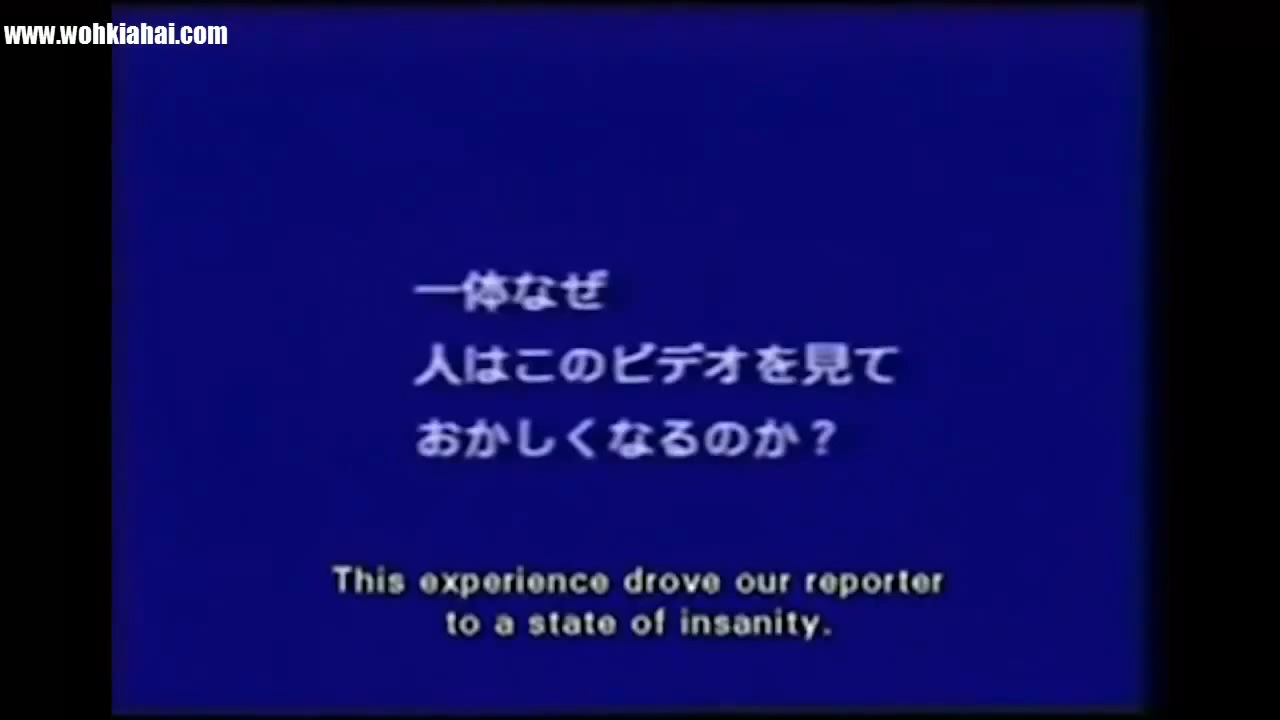 www.wohkiahai.com
一体なぜ
人はこのビデオを見て
おかしくなるのか？
This experience drove our reporter
to a state of insanity.